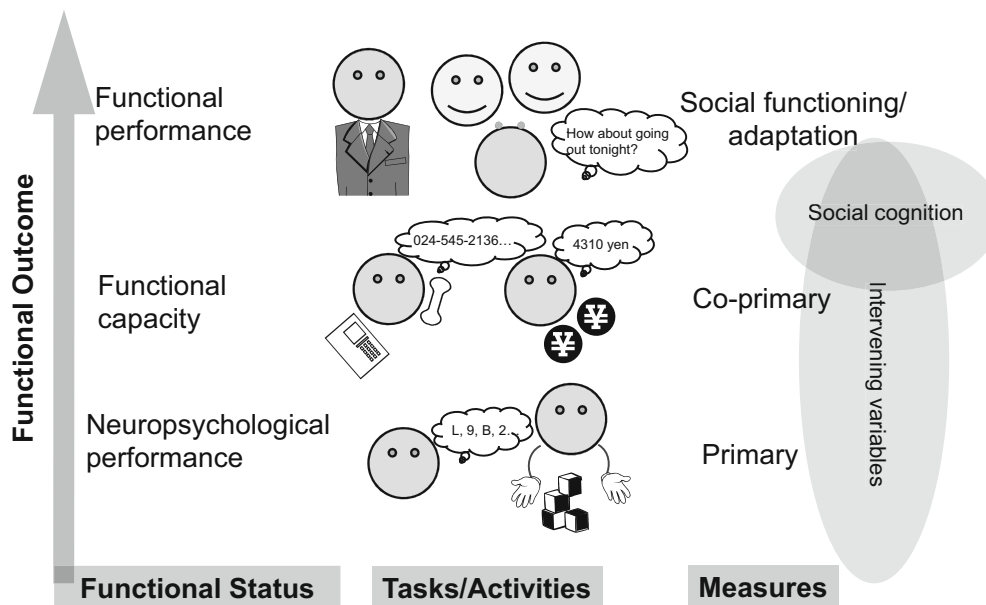 Functional Outcome
Functional
performance
How about going
out tonight?
Social functioning/
adaptation
Social cognition
Functional
capacity
024-545-2136...
4310 yen
¥
¥
Co-primary
Intervening variables
Neuropsychological
performance
L, 9, B, 2...
Primary
Functional Status
Tasks/Activities
Measures